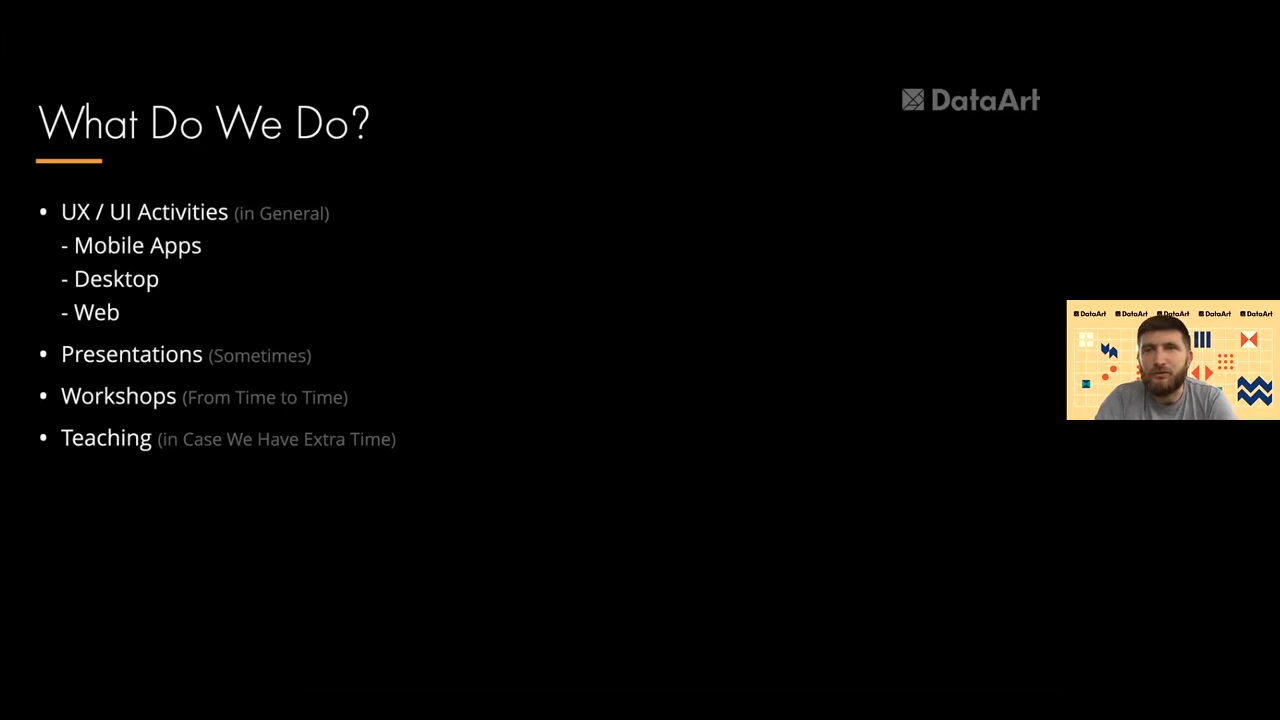 What Do We Do?
DataArt
• UX / UI Activities (in General)
- Mobile Apps
- Desktop
- Web
• Presentations (Sometimes)
• Workshops (From Time to Time)
• Teaching (in Case We Have Extra Time)
DataArt DataArt DataArt DataArt DataArt